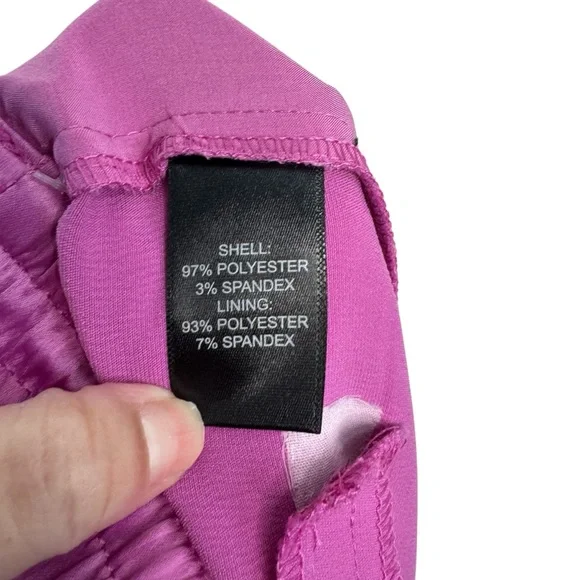 SHELL:
97% POLYESTER
3% SPANDEX
LINING:
93% POLYESTER
7% SPANDEX